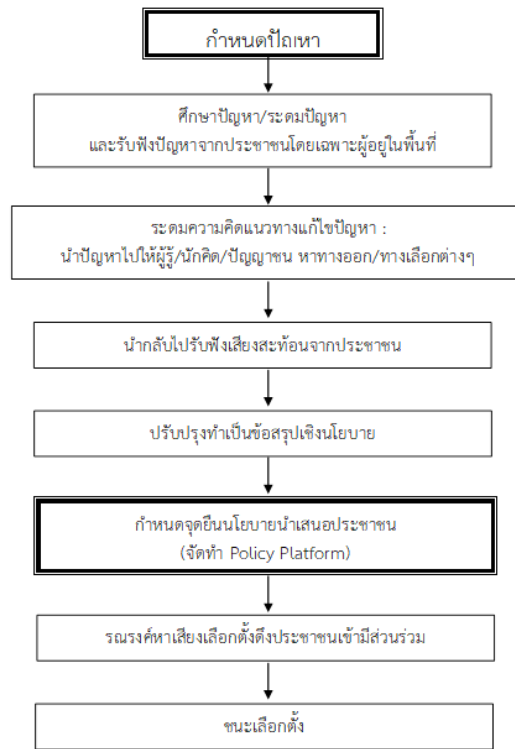 กำหนดปัญหา
ศึกษาปัญหา/ระดมปัญหา
และรับฟังปัญหาจากประชาชนโดยเฉพาะผู้อยู่ในพื้นที่
ระดมความคิดแนวทางแก้ไขปัญหา :
นำปัญหาไปให้ผู้รู้/นักคิด/ปัญญาชน หาทางออก/ทางเลือกต่างๆ
นำกลับไปรับฟังเสียงสะท้อนจากประชาชน
ปรับปรุงทำเป็นข้อสรุปเชิงนโยบาย
กำหนดจุดยืนนโยบายนำเสนอประชาชน
(จัดทำ Policy Platform)
รณรงค์หาเสียงเลือกตั้งดึงประชาชนเข้ามีส่วนร่วม
ชนะเลือกตั้ง